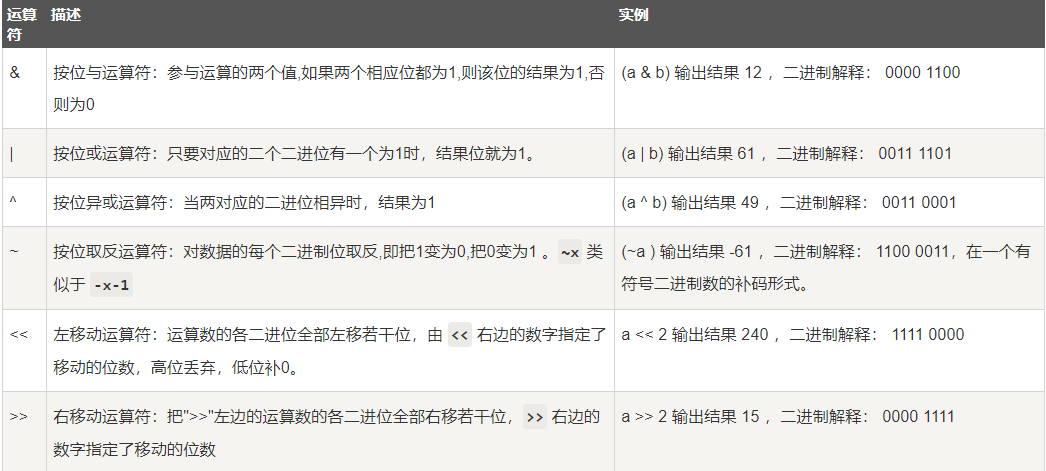 运算 描述 实例
符
& 按位与运算符：参与运算的两个值,如果两个相应位都为1,则该位的结果为1,否 (a & b) 输出结果 12 ，二进制解释： 0000 1100
则为0
| 按位或运算符：只要对应的二个二进位有一个为1时，结果位就为1。 (a | b) 输出结果 61 ，二进制解释： 0011 1101
^ 按位异或运算符：当两对应的二进位相异时，结果为1 (a ^ b) 输出结果 49 ，二进制解释： 0011 0001
~ 按位取反运算符：对数据的每个二进制位取反,即把1变为0,把0变为1 。~x 类 (~a ) 输出结果 -61 ，二进制解释： 1100 0011，在一个有
似于 -x-1 符号二进制数的补码形式。
<< 左移动运算符：运算数的各二进位全部左移若干位，由 << 右边的数字指定了 a << 2 输出结果 240 ，二进制解释： 1111 0000
移动的位数，高位丢弃，低位补0。
>> 右移动运算符：把">>"左边的运算数的各二进位全部右移若干位，>> 右边的 a >> 2 输出结果 15 ，二进制解释： 0000 1111
数字指定了移动的位数